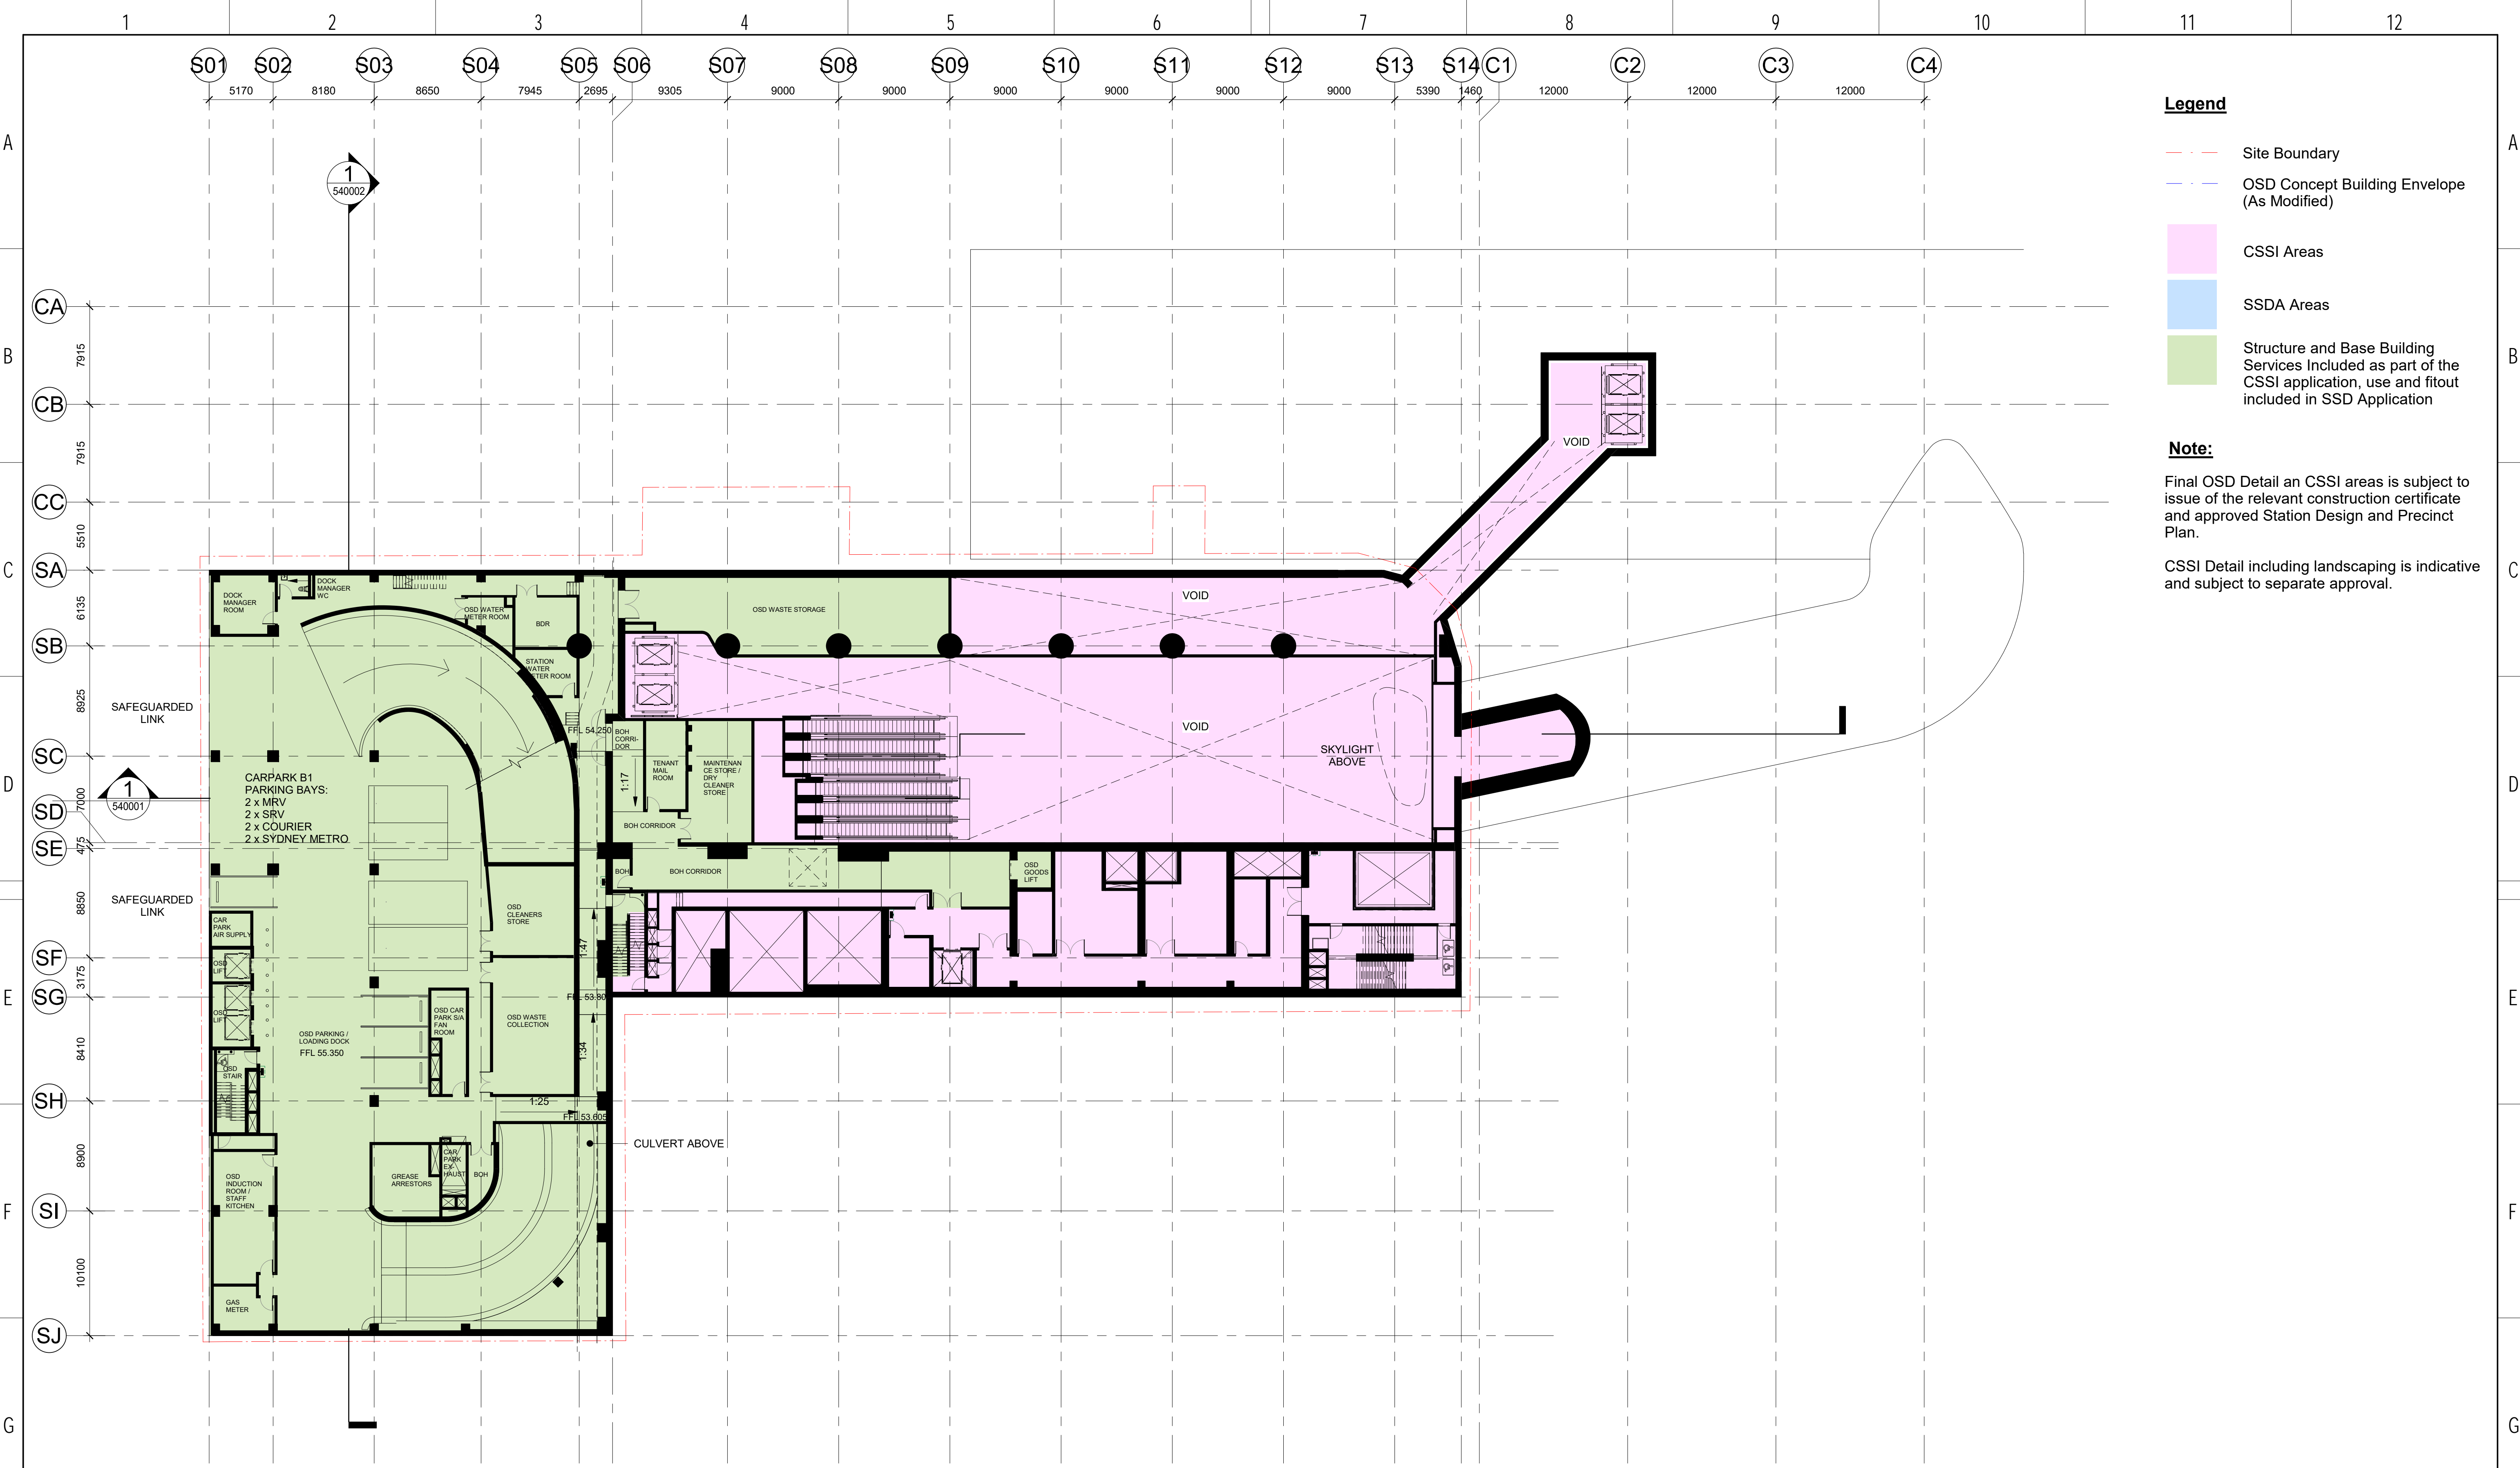 1 2 3 4 5 6 7 8 9 10 11 12
S01 S02 S03 S04 S05 S06 S07 S08 S09 S10 S11 S12 S13 S14 C1 C2 C3 C4
5170 8180 8650 7945 2695 9305 9000 9000 9000 9000 9000 9000 5390 1460 12000 12000 12000
Legend
Site Boundary
OSD Concept Building Envelope
(As Modified)
CSSI Areas
SSDA Areas
Structure and Base Building
Services Included as part of the
CSSI application, use and fitout
included in SSD Application
Note:
Final OSD Detail an CSSI areas is subject to
issue of the relevant construction certificate
and approved Station Design and Precinct
Plan.
CSSI Detail including landscaping is indicative
and subject to separate approval.
A
B
C
D
E
F
G
A
B
C
D
E
F
G
CA
7915
CB
7915
CC
5510
SA
6135
SB
8925
SC
7000
SD
475
SE
8850
SF
3175
SG
8410
SH
8900
SI
10100
SJ
1
540002
1
540001
SAFEGUARDED
LINK
SAFEGUARDED
LINK
DOCK
MANAGER
ROOM
DOCK
MANAGER
WC
OSD WATER
METER ROOM
BDR
STATION
WATER
METER ROOM
OSD WASTE STORAGE
VOID
VOID
VOID
SKYLIGHT
ABOVE
FFL 54.250
BOH
CORRI-
DOR
1:17
TENANT
MAIL
ROOM
MAINTENAN
CE STORE /
DRY
CLEANER
STORE
BOH CORRIDOR
CARPARK B1
PARKING BAYS:
2 x MRV
2 x SRV
2 x COURIER
2 x SYDNEY METRO
BOH
BOH CORRIDOR
OSD
GOODS
LIFT
CAR
PARK
AIR SUPPLY
OSD
CLEANERS
STORE
1:47
OSD
LIFT
OSD
LIFT
FFL 53.80
OSD CAR
PARK S/A
FAN
ROOM
OSD WASTE
COLLECTION
OSD PARKING /
LOADING DOCK
FFL 55.350
1:34
OSD
STAIR
1:25
FFL 53.605
CULVERT ABOVE
CAR
PARK
EX-
HAUST
BOH
GREASE
ARRESTORS
OSD
INDUCTION
ROOM /
STAFF
KITCHEN
GAS
METER